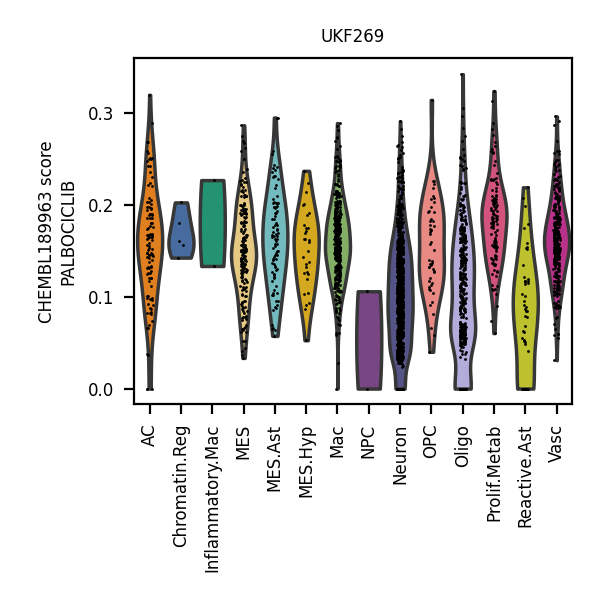 UKF269
CHEMBL189963 score
PALBOCICLIB
0.3
0.2
0.1
0.0
AC
Chromatin.Reg
Inflammatory.Mac
MES
MES.Ast
MES.Hyp
Mac
NPC
Neuron
OPC
Oligo
Prolif.Metab
Reactive.Ast
Vasc